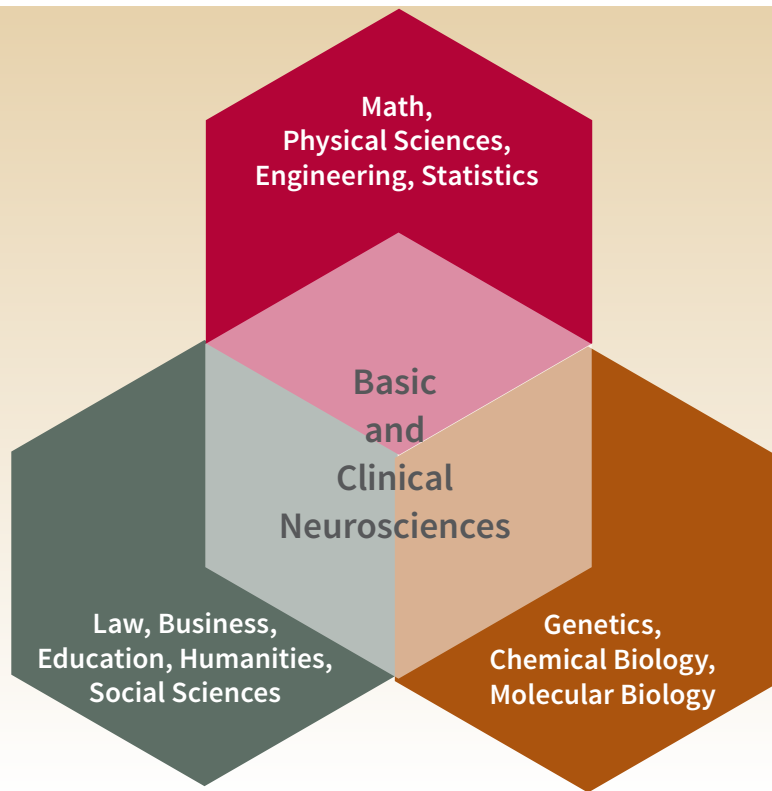 Math,
Physical Sciences,
Engineering, Statistics
Basic
and
Clinical
Neurosciences
Law, Business,
Education, Humanities,
Social Sciences
Genetics,
Chemical Biology,
Molecular Biology